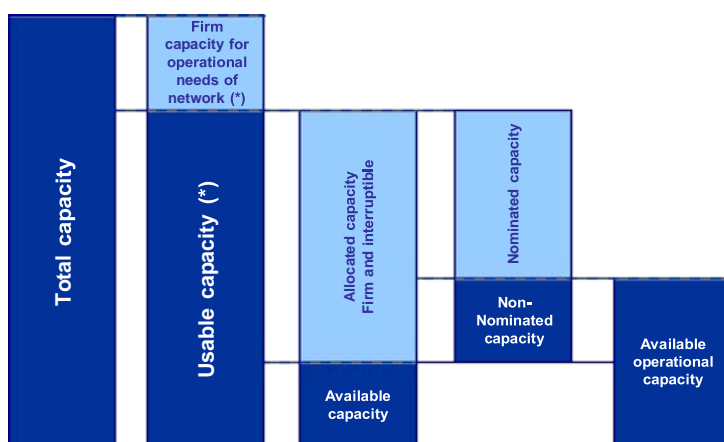 Total capacity
Firm
capacity for
operational
needs of
network (*)
Usable capacity (*)
Allocated capacity
Firm and interruptible
Available
capacity
Nominated capacity
Non-
Nominated
capacity
Available
operational
capacity